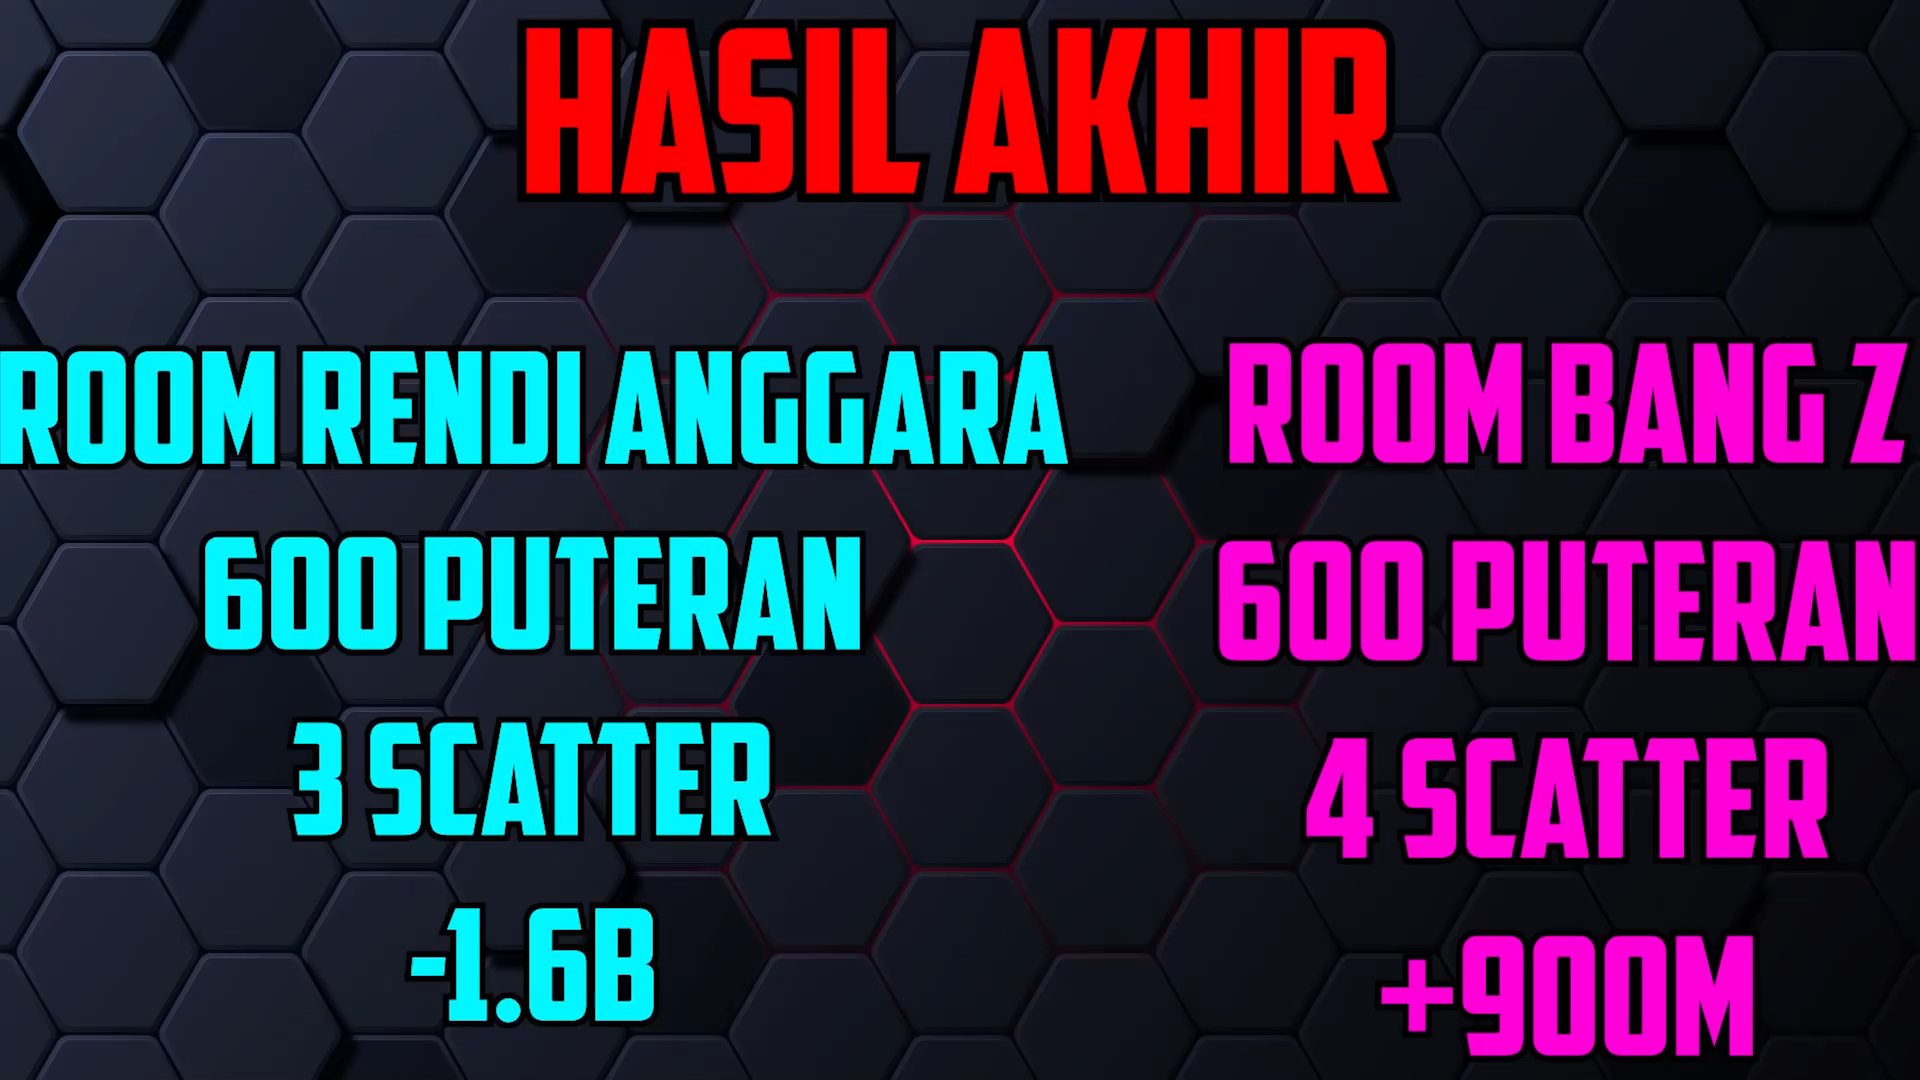 HASIL AKHIR
ROOM RENDI ANGGARA
600 PUTERAN
3 SCATTER
-1.6B
ROOM BANG Z
600 PUTERAN
4 SCATTER
+900M